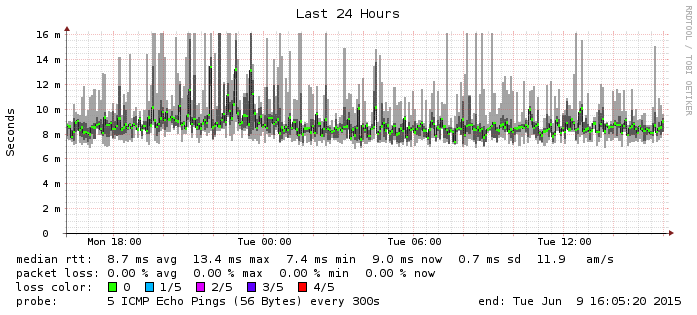 Last 24 Hours
RRDTOOL / TOBI OETIKER
Seconds
16 m
14 m
12 m
10 m
8 m
6 m
4 m
2 m
0
Mon 18:00 Tue 00:00 Tue 06:00 Tue 12:00
median rtt: 8.7 ms avg 13.4 ms max 7.4 ms min 9.0 ms now 0.7 ms sd 11.9 am/s
packet loss: 0.00 % avg 0.00 % max 0.00 % min 0.00 % now
loss color: 0 1/5 2/5 3/5 4/5
probe: 5 ICMP Echo Pings (56 Bytes) every 300s end: Tue Jun 9 16:05:20 2015